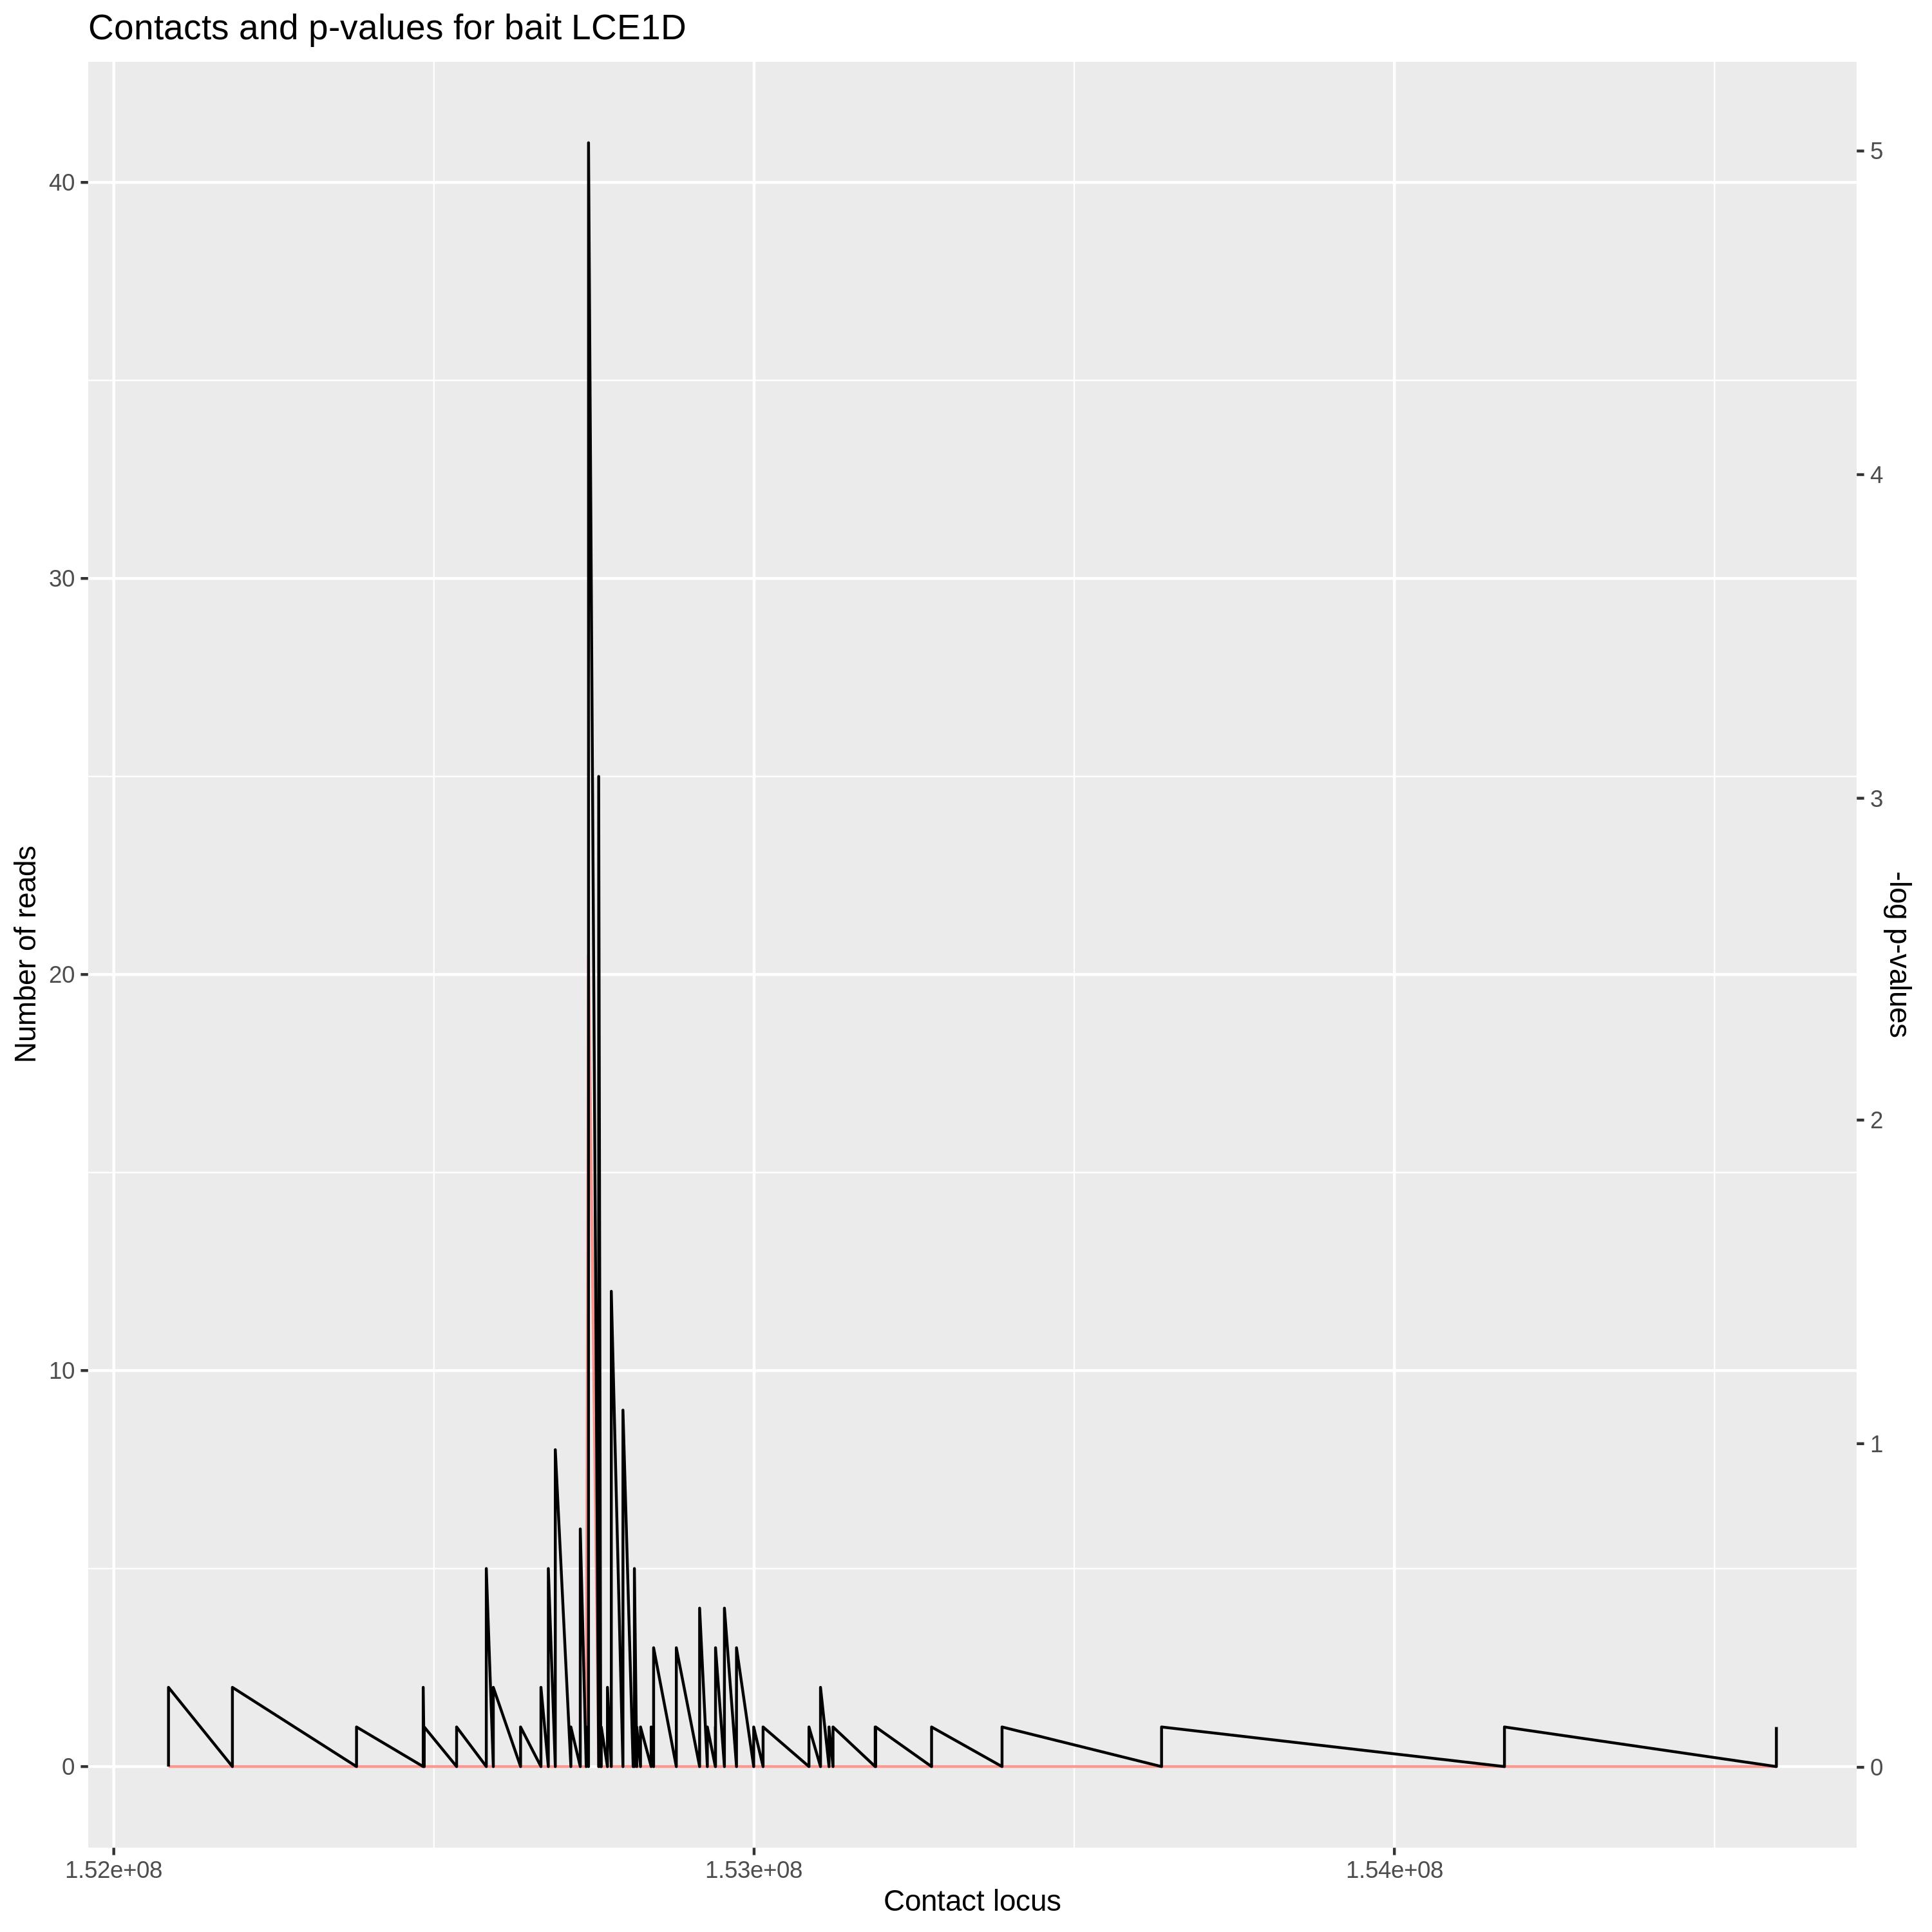 Contacts and p-values for bait LCE1D
40
30
20
10
0
Number of reads
5
4
3
2
1
0
-log p-values
1.52e+08
1.53e+08
1.54e+08
Contact locus